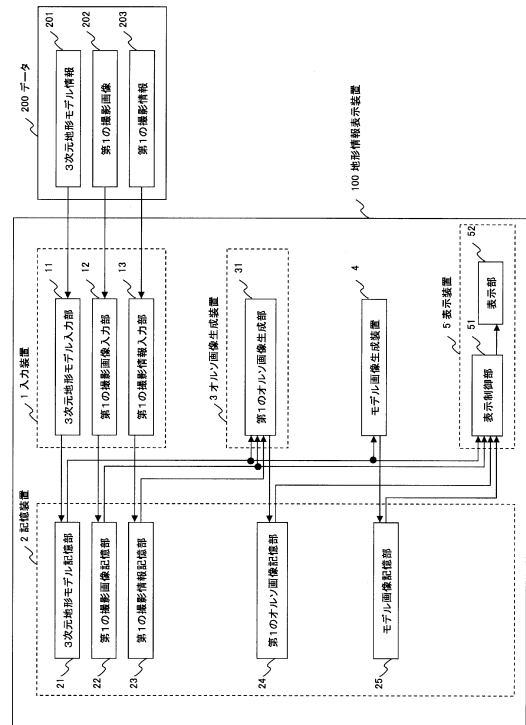 200 データ
201
3次元地形モデル情報
202
第1の撮影画像
203
第1の撮影情報
100 地形情報表示装置
1 入力装置
11
3次元地形モデル入力部
12
第1の撮影画像入力部
13
第1の撮影情報入力部
3 オルソ画像生成装置
31
第1のオルソ画像生成部
4
モデル画像生成装置
5 表示装置
51
表示制御部
52
表示部
2 記憶装置
21
3次元地形モデル記憶部
22
第1の撮影画像記憶部
23
第1の撮影情報記憶部
24
第1のオルソ画像記憶部
25
モデル画像記憶部